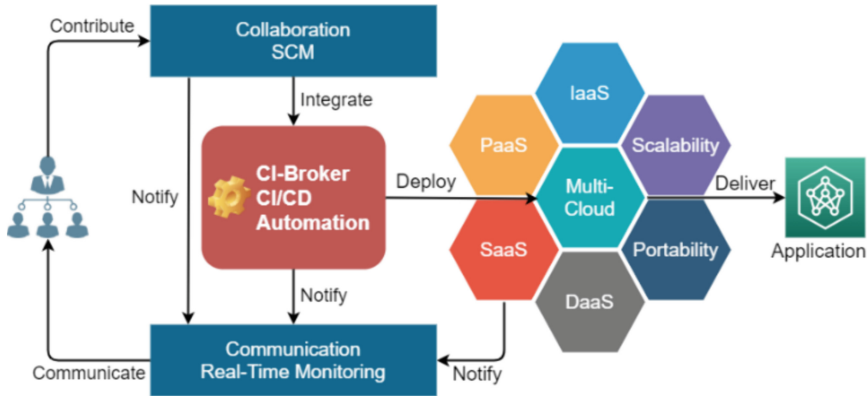 Contribute
Collaboration
SCM
Integrate
IaaS
PaaS
Scalability
CI-Broker
CI/CD
Automation
Notify
Deploy
Multi-
Cloud
Deliver
SaaS
Portability
Application
Notify
DaaS
Communication
Real-Time Monitoring
Communicate
Notify